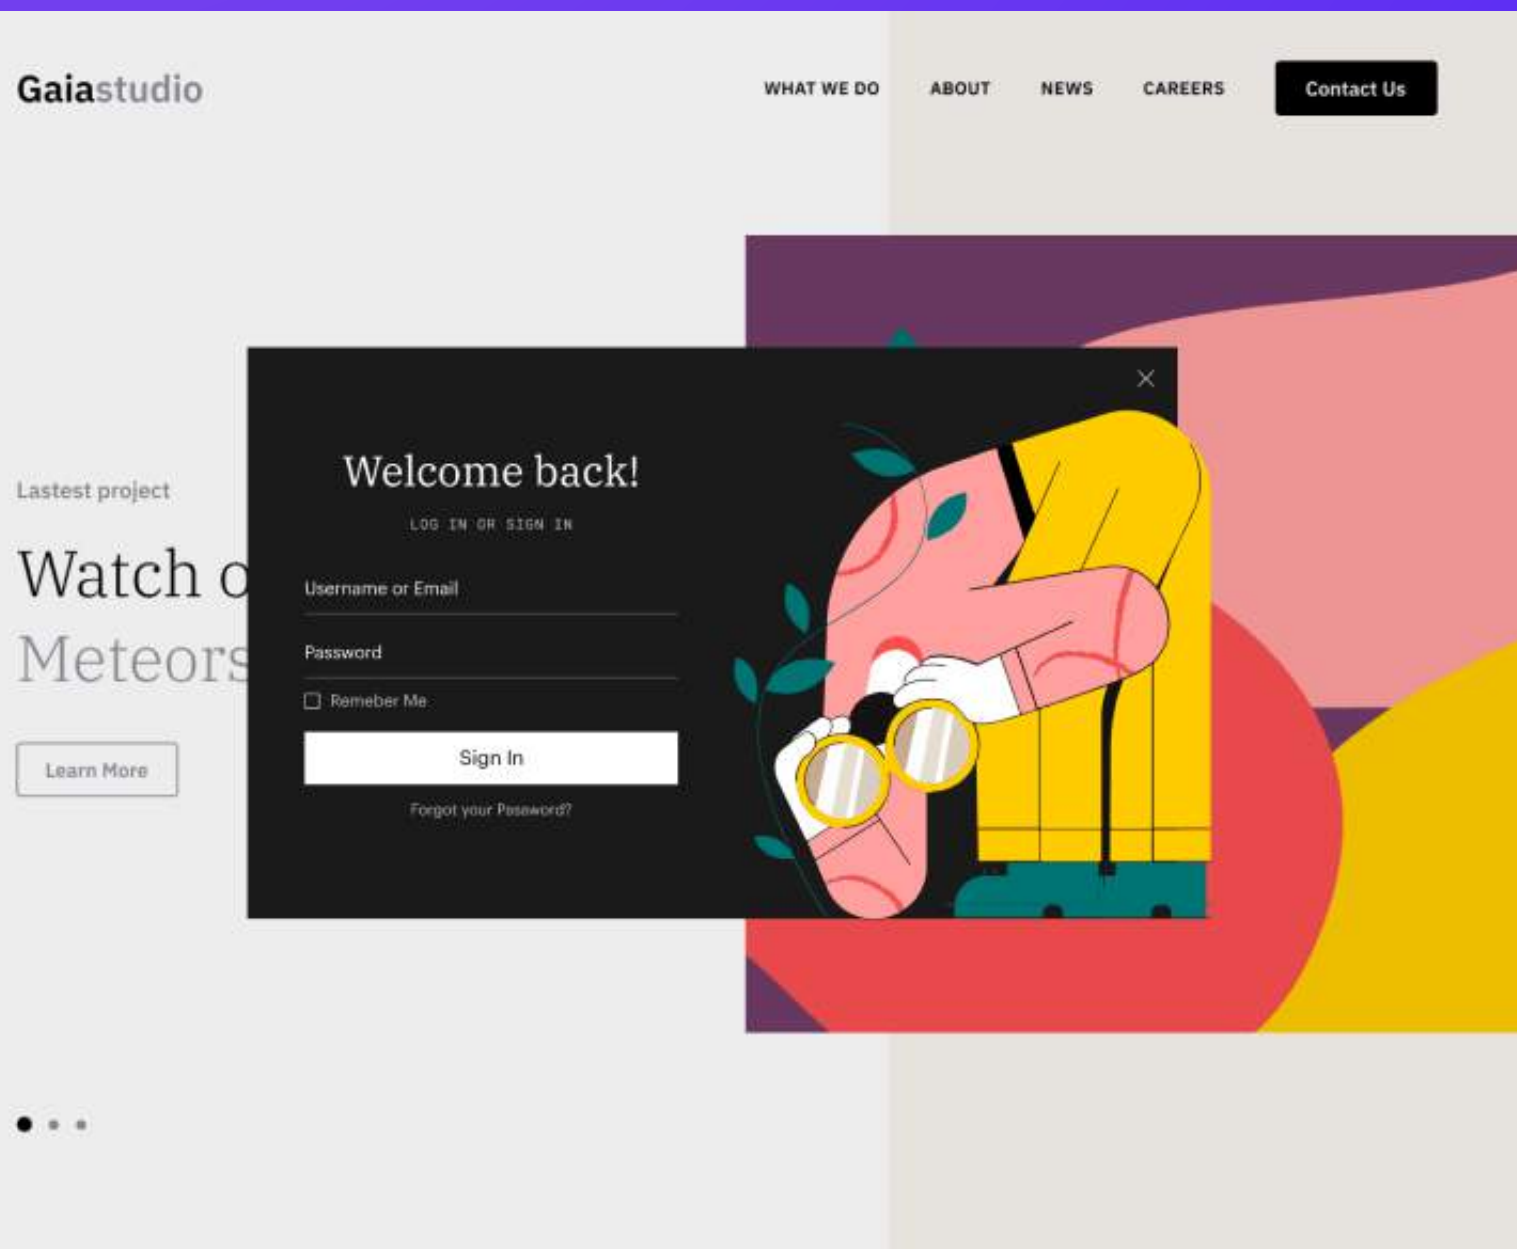 Gaiastudio
WHAT WE DO ABOUT NEWS CAREERS Contact Us
Lastest project
Watch
Meteors
Learn More
Welcome back!
LOG IN OR SIGN IN
Username or Email
Password
Remeber Me
Sign In
Forgot your Password?